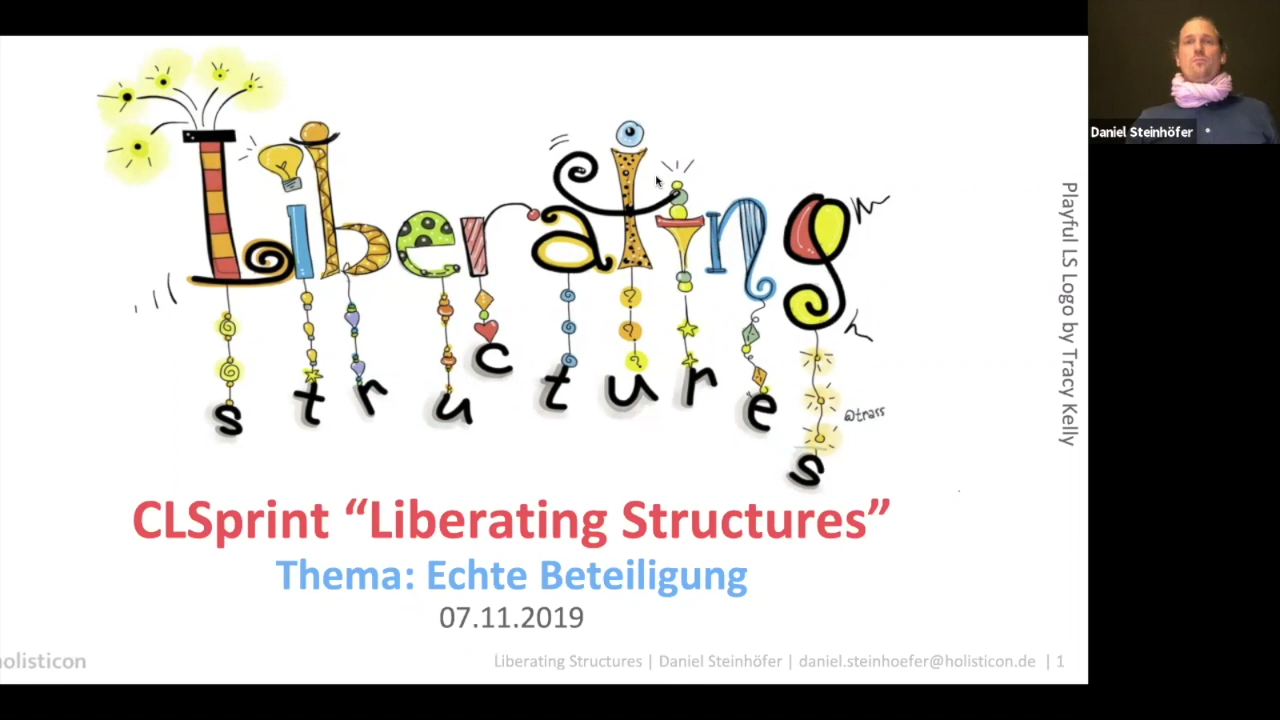 Liberating
structures
@trass
CLSprint “Liberating Structures”
Thema: Echte Beteiligung
07.11.2019
holisticon
Liberating Structures | Daniel Steinhöfer | daniel.steinhoefer@holisticon.de | 1
Playful LS Logo by Tracy Kelly
Daniel Steinhöfer